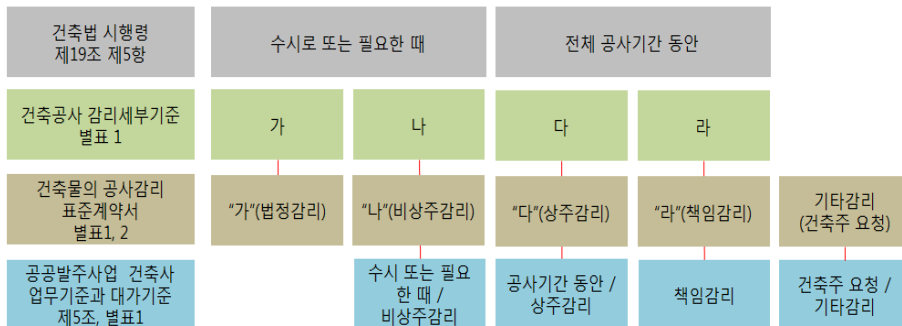 건축법 시행령
제19조 제5항
수시로 또는 필요한 때
전체 공사기간 동안
건축공사 감리세부기준
별표 1
가
나
다
라
건축물의 공사감리
표준계약서
별표1, 2
“가”(법정감리)
“나”(비상주감리)
“다”(상주감리)
“라”(책임감리)
기타감리
(건축주 요청)
공공발주사업 건축사
업무기준과 대가기준
제5조, 별표1
수시 또는 필요
한 때 /
비상주감리
공사기간 동안 /
상주감리
책임감리
건축주 요청 /
기타감리